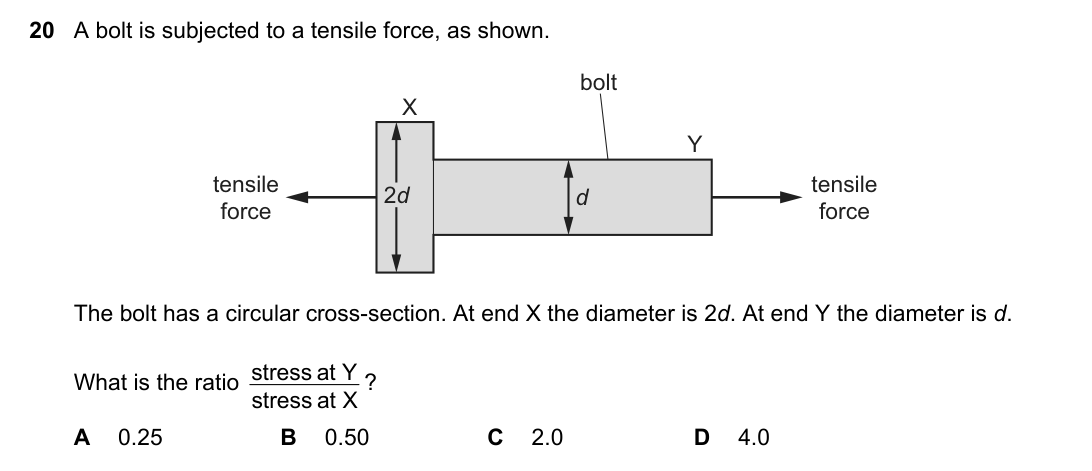 20 A bolt is subjected to a tensile force, as shown.
bolt
X
Y
tensile
force
2d
d
tensile
force
The bolt has a circular cross-section. At end X the diameter is 2d. At end Y the diameter is d.
What is the ratio stress at Y / stress at X ?
A 0.25 B 0.50 C 2.0 D 4.0